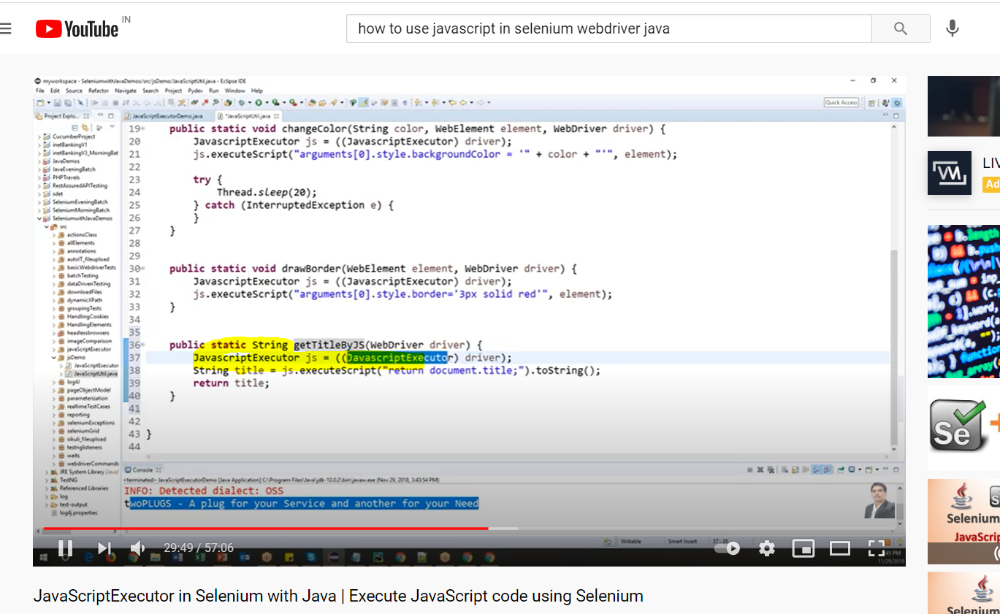 YouTube IN
how to use javascript in selenium webdriver java
myworkspace - SeleniumwithJavaDemos/src/jsDemo/JavaScriptUtil.java - Eclipse IDE
File Edit Source Refactor Navigate Search Project Pydev Run Window Help
Quick Access
Project Explo...
JavaScriptExecutorDemo.java
*JavaScriptUtil.java
CucumberProject
inetBankingV1
inetBankingV3_MorningBat
JavaDemos
JavaEveningBatch
PHPTravels
RestAssuredAPITesting
sdet
SeleniumEveningBatch
SeleniumMorningBatch
SeleniumwithJavaDemos
src
actionsClass
allElements
annotations
autoIT_fileupload
basicWebdriverTests
batchTesting
dataDrivenTesting
downloadFiles
dynamicXPath
groupingTests
HandlingCookies
HandlingElements
headlessbrowsers
imageComparison
javascriptExecutor
jsDemo
JavaScriptExecutor
JavaScriptUtil.java
log4J
pageObjectModel
parameterization
realtimeTestCases
reporting
seleniumExceptions
seleniumGrid
sikuli_fileupload
testnglisteners
waits
webdriverCommands
JRE System Library
TestNG
Referenced Libraries
log
test-output
log4j.properties
19 public static void changeColor(String color, WebElement element, WebDriver driver) {
20 JavascriptExecutor js = ((JavascriptExecutor) driver);
21 js.executeScript("arguments[0].style.backgroundColor = '" + color + "'", element);
22
23 try {
24 Thread.sleep(20);
25 } catch (InterruptedException e) {
26 }
27 }
28
29
30 public static void drawBorder(WebElement element, WebDriver driver) {
31 JavascriptExecutor js = ((JavascriptExecutor) driver);
32 js.executeScript("arguments[0].style.border='3px solid red'", element);
33 }
34
35
36 public static String getTitleByJS(WebDriver driver) {
37 JavascriptExecutor js = ((JavascriptExecutor) driver);
38 String title = js.executeScript("return document.title;").toString();
39 return title;
40 }
41
42
43 }
44
Console
<terminated> JavaScriptExecutorDemo [Java Application] C:\Program Files\Java\jdk-10.0.2\bin\javaw.exe (Nov 29, 2018, 3:43:54 PM)
INFO: Detected dialect: OSS
twoPLUGS - A plug for your Service and another for your Need
Writable Smart Insert 37 : 35
29:49 / 57:06
45 PM
11/29/2018
JavaScriptExecutor in Selenium with Java | Execute JavaScript code using Selenium
VM
LIV
Ad
Se
Selenium
JavaScrip
Selenium